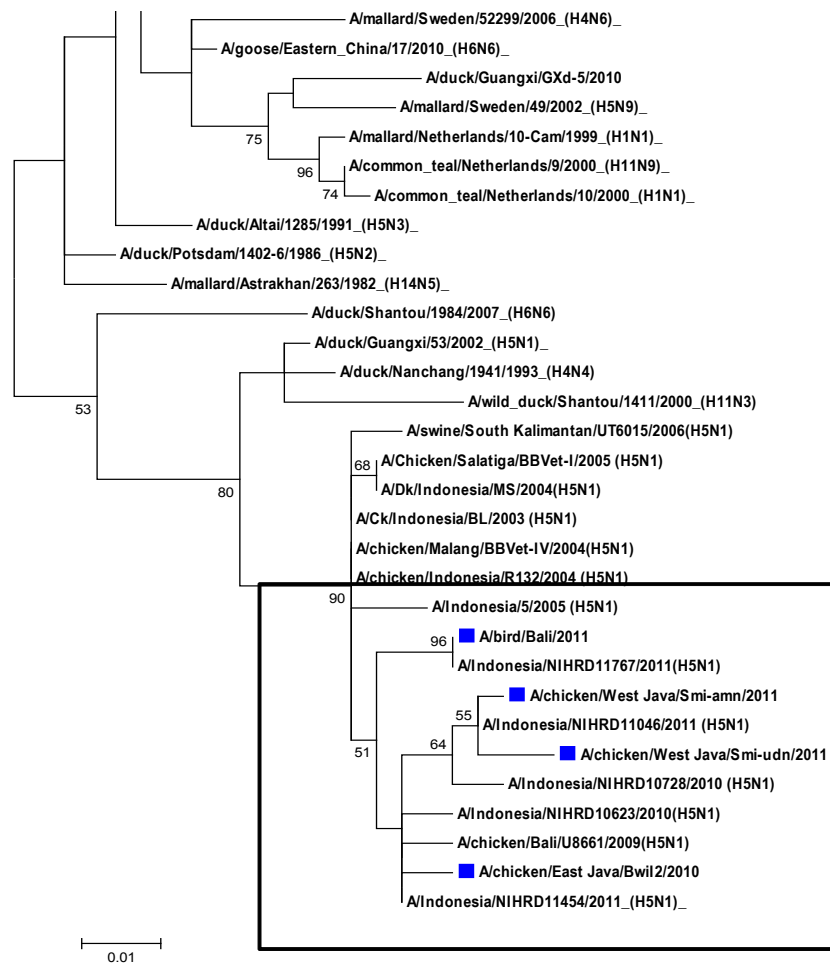 A/mallard/Sweden/52299/2006_(H4N6)_
A/goose/Eastern_China/17/2010_(H6N6)_
A/duck/Guangxi/GXd-5/2010
A/mallard/Sweden/49/2002_(H5N9)_
75
A/mallard/Netherlands/10-Cam/1999_(H1N1)_
96
A/common_teal/Netherlands/9/2000_(H11N9)_
74
A/common_teal/Netherlands/10/2000_(H1N1)_
A/duck/Altai/1285/1991_(H5N3)_
A/duck/Potsdam/1402-6/1986_(H5N2)_
A/mallard/Astrakhan/263/1982_(H14N5)_
A/duck/Shantou/1984/2007_(H6N6)
A/duck/Guangxi/53/2002_(H5N1)_
A/duck/Nanchang/1941/1993_(H4N4)
A/wild_duck/Shantou/1411/2000_(H11N3)
53
A/swine/South Kalimantan/UT6015/2006(H5N1)
68
A/Chicken/Salatiga/BBVet-I/2005 (H5N1)
80
A/Dk/Indonesia/MS/2004(H5N1)
A/Ck/Indonesia/BL/2003 (H5N1)
A/chicken/Malang/BBVet-IV/2004(H5N1)
A/chicken/Indonesia/R132/2004 (H5N1)
90
A/Indonesia/5/2005 (H5N1)
96
A/bird/Bali/2011
A/Indonesia/NIHRD11767/2011(H5N1)
A/chicken/West Java/Smi-amn/2011
55
A/Indonesia/NIHRD11046/2011 (H5N1)
51
64
A/chicken/West Java/Smi-udn/2011
A/Indonesia/NIHRD10728/2010 (H5N1)
A/Indonesia/NIHRD10623/2010(H5N1)
A/chicken/Bali/U8661/2009(H5N1)
A/chicken/East Java/Bwi12/2010
A/Indonesia/NIHRD11454/2011_(H5N1)_
0.01